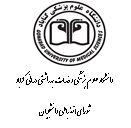 دانشگاه علوم پزشکی گناباد
GONABAD UNIVERSITY OF MEDICAL SCIENCES
دانشگاه علوم پزشکی و خدمات بهداشتی درمانی گناباد
شورای انضباطی دانشجویان